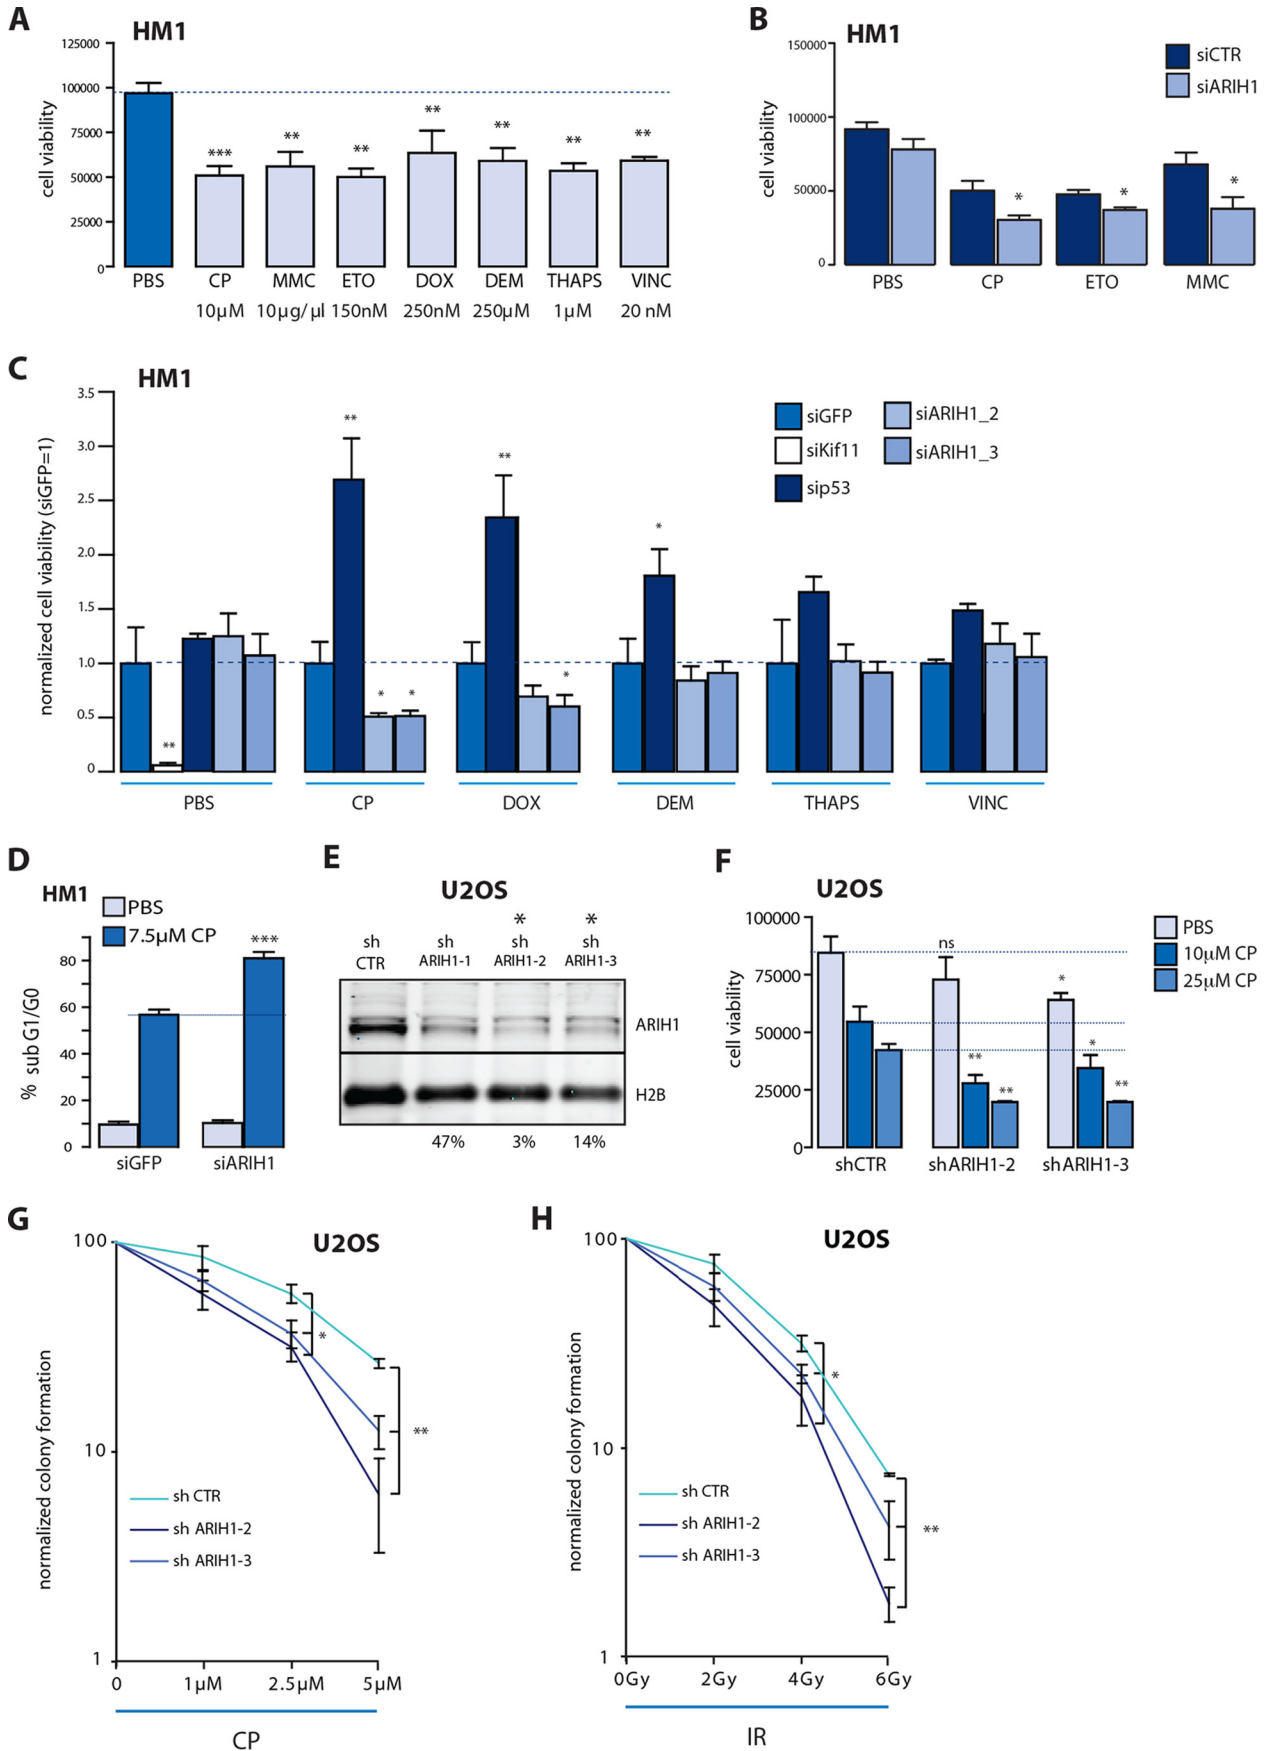 A
HM1
125000
100000
75000
50000
25000
0
cell viability
***
**
**
**
**
**
**
PBS CP MMC ETO DOX DEM THAPS VINC
10µM 10µg/µl 150nM 250nM 250µM 1µM 20 nM
B
HM1
150000
100000
50000
0
cell viability
siCTR
siARIH1
*
*
*
PBS CP ETO MMC
C
HM1
3.5
3.0
2.5
2.0
1.5
1.0
0.5
0
normalized cell viability (siGFP=1)
siGFP
siKif11
sip53
siARIH1_2
siARIH1_3
**
**
*
*
**
*
*
PBS CP DOX DEM THAPS VINC
D
HM1
PBS
7.5µM CP
80
60
40
20
0
% sub G1/G0
***
siGFP siARIH1
E
U2OS
* *
sh sh sh sh
CTR ARIH1-1 ARIH1-2 ARIH1-3
ARIH1
H2B
47% 3% 14%
F
U2OS
100000
75000
50000
25000
0
cell viability
PBS
10µM CP
25µM CP
ns
**
**
*
*
**
shCTR shARIH1-2 shARIH1-3
G
U2OS
100
10
1
normalized colony formation
*
**
sh CTR
sh ARIH1-2
sh ARIH1-3
0 1µM 2.5µM 5µM
CP
H
U2OS
100
10
1
normalized colony formation
*
**
sh CTR
sh ARIH1-2
sh ARIH1-3
0Gy 2Gy 4Gy 6Gy
IR